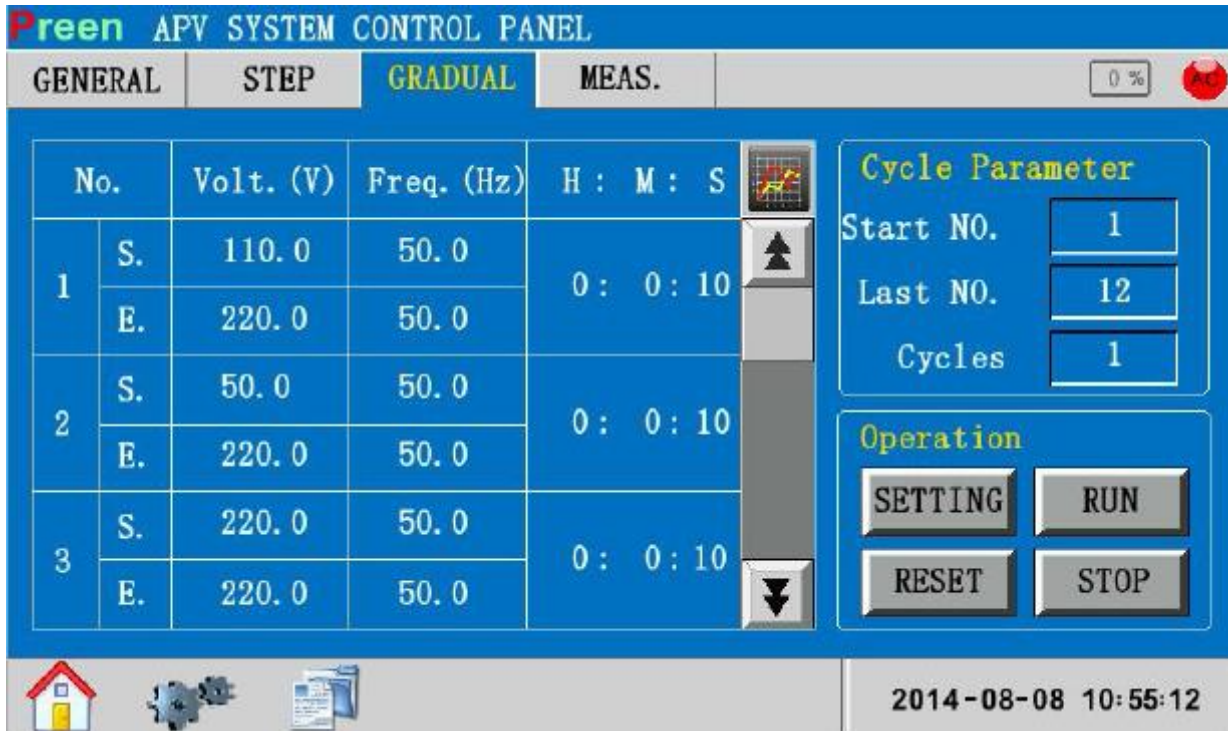 Preen APV SYSTEM CONTROL PANEL
GENERAL STEP GRADUAL MEAS. 0 % AC
No. Volt. (V) Freq. (Hz) H : M : S
1 S. 110.0 50.0 0 : 0 : 10
E. 220.0 50.0
2 S. 50.0 50.0 0 : 0 : 10
E. 220.0 50.0
3 S. 220.0 50.0 0 : 0 : 10
E. 220.0 50.0
Cycle Parameter
Start NO. 1
Last NO. 12
Cycles 1
Operation
SETTING RUN
RESET STOP
2014-08-08 10:55:12